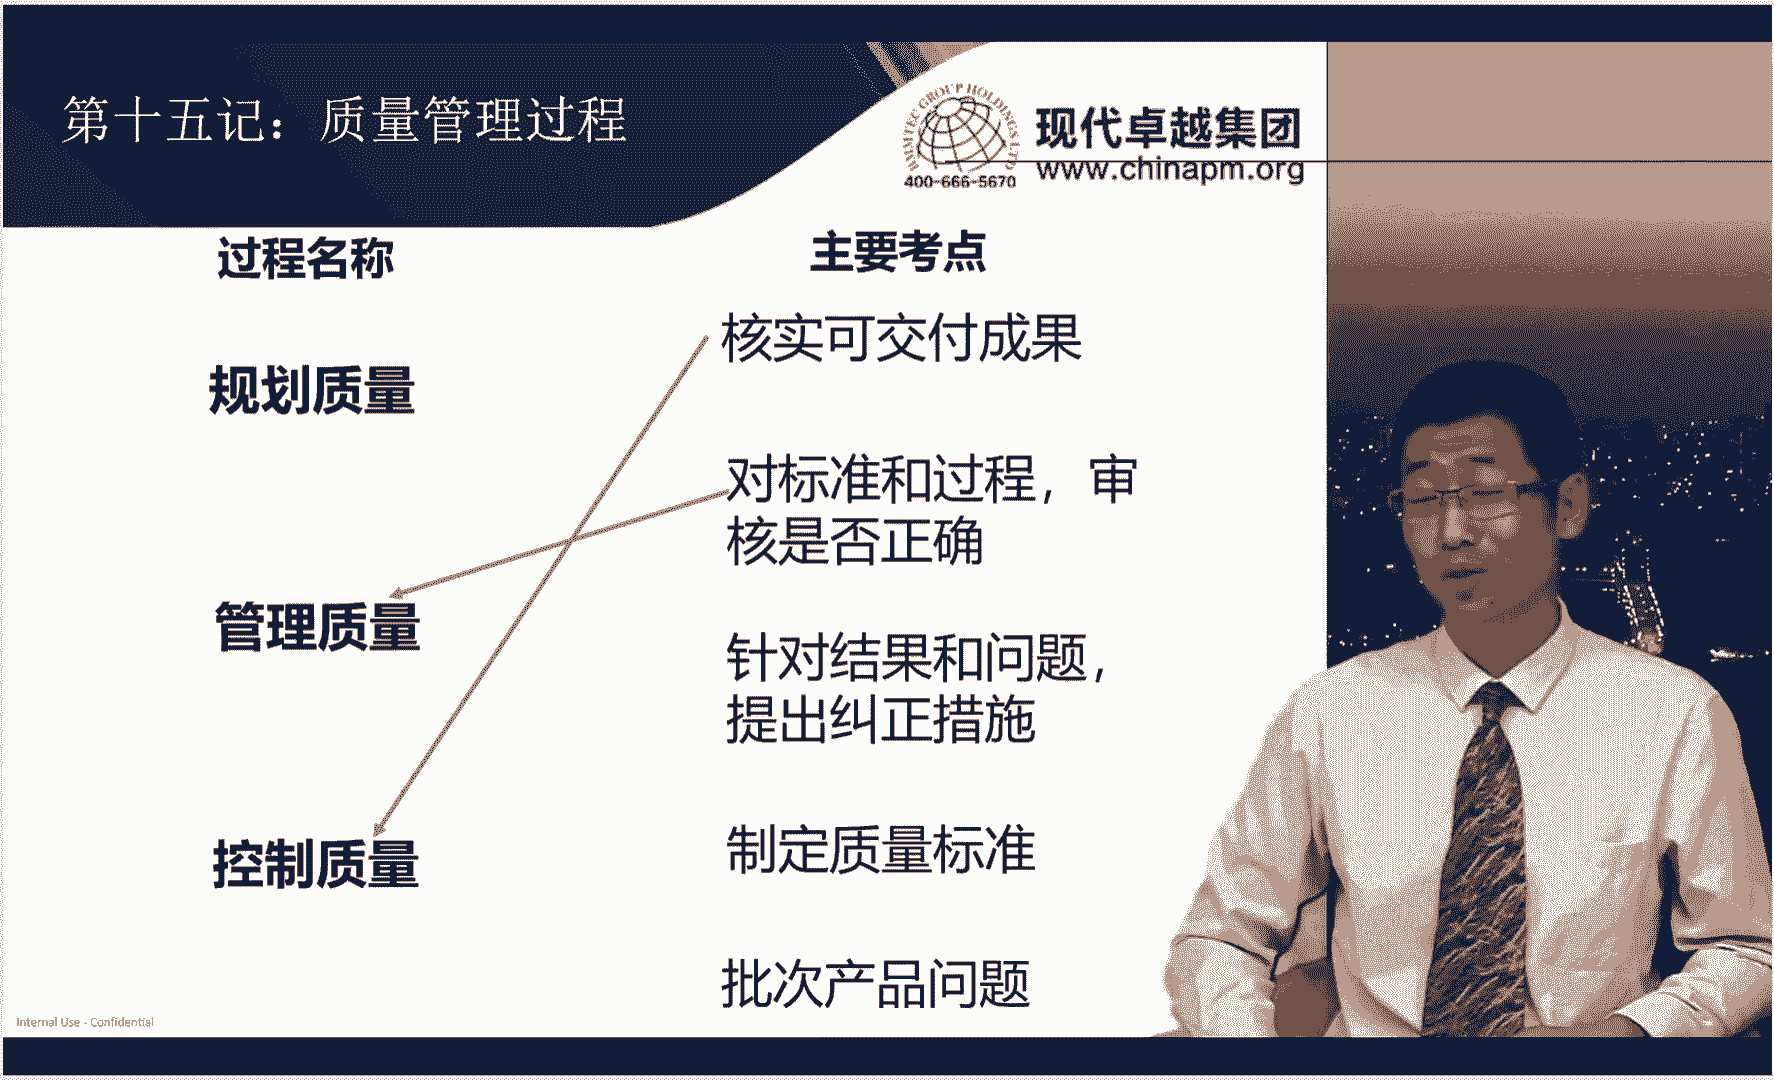 第十五记：质量管理过程
HMMTEC GROUP HOLDINGS LTD
400-666-5670
现代卓越集团
www.chinapm.org
过程名称
主要考点
核实可交付成果
规划质量
对标准和过程，审
核是否正确
管理质量
针对结果和问题，
提出纠正措施
控制质量
制定质量标准
批次产品问题
Internal Use - Confidential